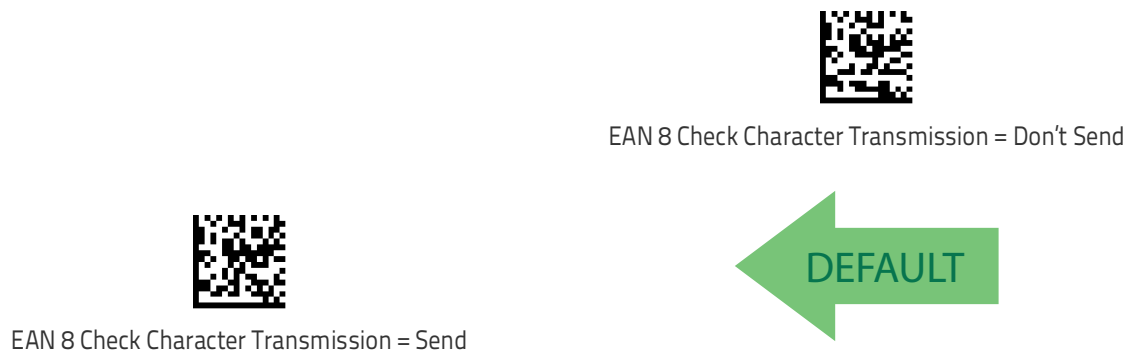 EAN 8 Check Character Transmission = Don’t Send
DEFAULT
EAN 8 Check Character Transmission = Send